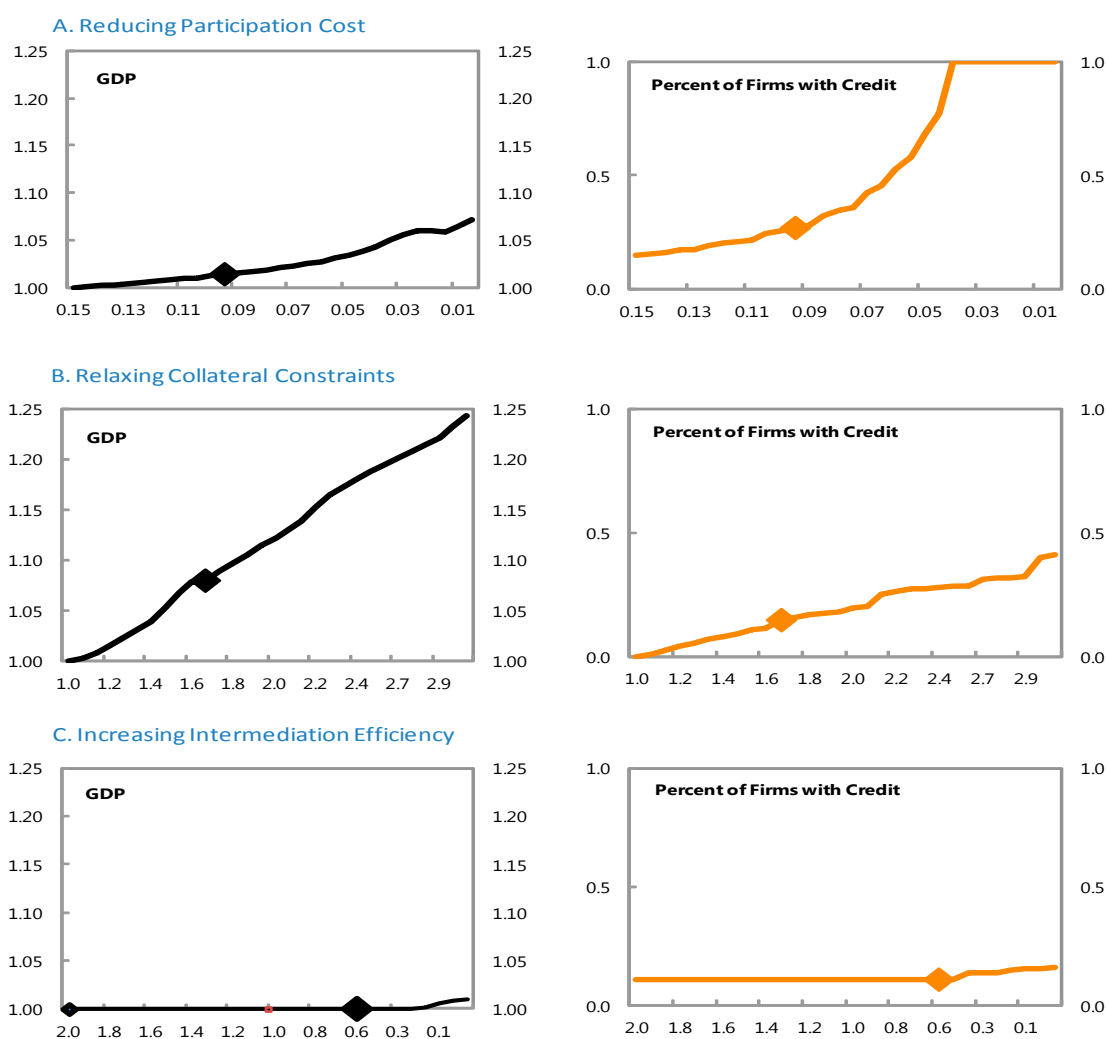 A. Reducing Participation Cost
1.25 1.25 1.0 1.0
GDP Percent of Firms with Credit
1.20 1.20
1.15 1.15
0.5 0.5
1.10 1.10
1.05 1.05
1.00 1.00 0.0 0.0
0.15 0.13 0.11 0.09 0.07 0.05 0.03 0.01 0.15 0.13 0.11 0.09 0.07 0.05 0.03 0.01
B. Relaxing Collateral Constraints
1.25 1.25 1.0 1.0
GDP Percent of Firms with Credit
1.20 1.20
1.15 1.15
0.5 0.5
1.10 1.10
1.05 1.05
1.00 1.00 0.0 0.0
1.0 1.2 1.4 1.6 1.8 2.0 2.2 2.4 2.7 2.9 1.0 1.2 1.4 1.6 1.8 2.0 2.2 2.4 2.7 2.9
C. Increasing Intermediation Efficiency
1.25 1.25 1.0 1.0
GDP Percent of Firms with Credit
1.20 1.20
1.15 1.15
0.5 0.5
1.10 1.10
1.05 1.05
1.00 1.00 0.0 0.0
2.0 1.8 1.6 1.4 1.2 1.0 0.8 0.6 0.3 0.1 2.0 1.8 1.6 1.4 1.2 1.0 0.8 0.6 0.3 0.1